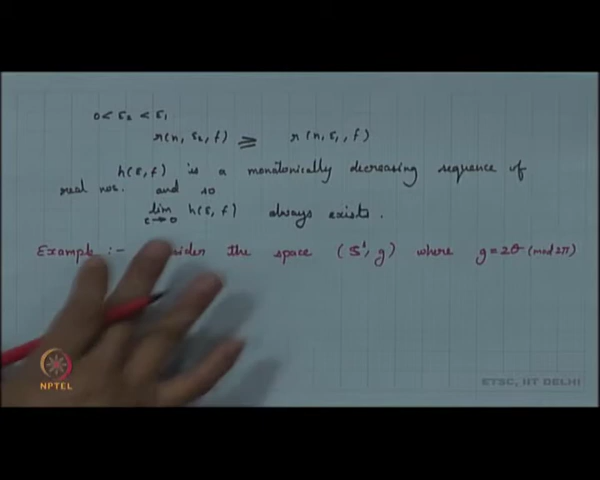 0 < ε₂ < ε₁
r(n, ε₂, f) ≥ r(n, ε₁, f)
h(ε, f) is a monotonically decreasing sequence of
real nos. and so
lim ε→0 h(ε, f) always exists.
Example :- the space (S¹, g) where g = 2θ (mod 2π)
NPTEL
ETSC, IIT DELHI